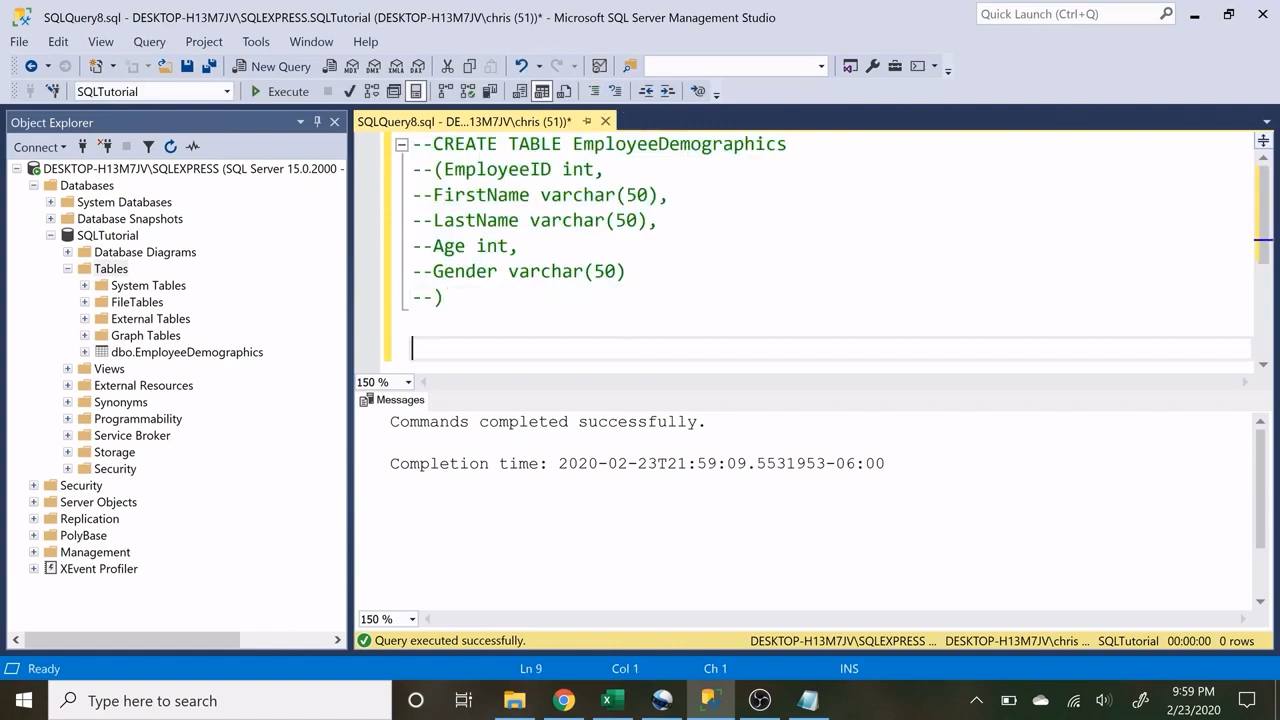 SQLQuery8.sql - DESKTOP-H13M7JV\SQLEXPRESS.SQLTutorial (DESKTOP-H13M7JV\chris (51))* - Microsoft SQL Server Management Studio
Quick Launch (Ctrl+Q)
File Edit View Query Project Tools Window Help
New Query
MDX DMX XMLA DAX
SQLTutorial
Execute
Object Explorer
Connect
DESKTOP-H13M7JV\SQLEXPRESS (SQL Server 15.0.2000 -
Databases
System Databases
Database Snapshots
SQLTutorial
Database Diagrams
Tables
System Tables
FileTables
External Tables
Graph Tables
dbo.EmployeeDemographics
Views
External Resources
Synonyms
Programmability
Service Broker
Storage
Security
Security
Server Objects
Replication
PolyBase
Management
XEvent Profiler
SQLQuery8.sql - DE...13M7JV\chris (51))*
--CREATE TABLE EmployeeDemographics
--(EmployeeID int,
--FirstName varchar(50),
--LastName varchar(50),
--Age int,
--Gender varchar(50)
--)
150 %
Messages
Commands completed successfully.
Completion time: 2020-02-23T21:59:09.5531953-06:00
150 %
Query executed successfully.
DESKTOP-H13M7JV\SQLEXPRESS ... DESKTOP-H13M7JV\chris ... SQLTutorial 00:00:00 0 rows
Ready
Ln 9 Col 1 Ch 1 INS
Type here to search
9:59 PM
2/23/2020